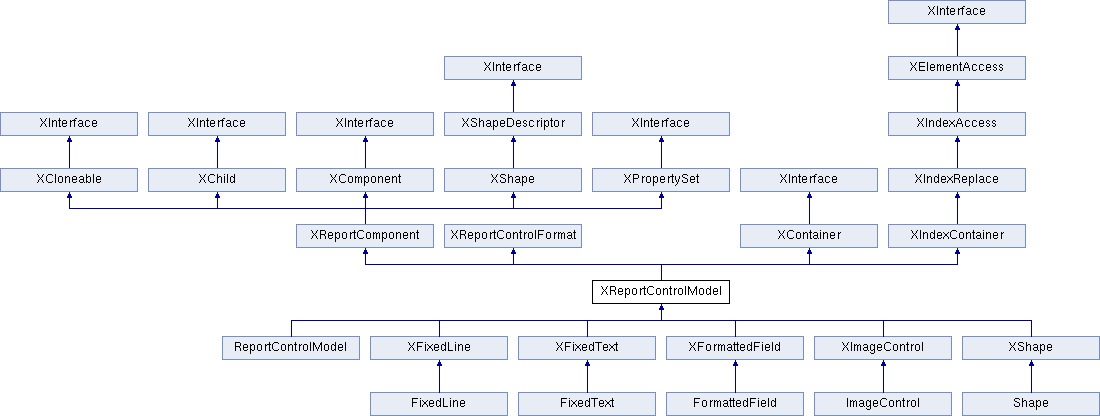 XInterface
XInterface XElementAccess
XInterface XInterface XInterface XShapeDescriptor XInterface XIndexAccess
XCloneable XChild XComponent XShape XPropertySet XInterface XIndexReplace
XReportComponent XReportControlFormat XContainer XIndexContainer
XReportControlModel
ReportControlModel XFixedLine XFixedText XFormattedField XImageControl XShape
FixedLine FixedText FormattedField ImageControl Shape